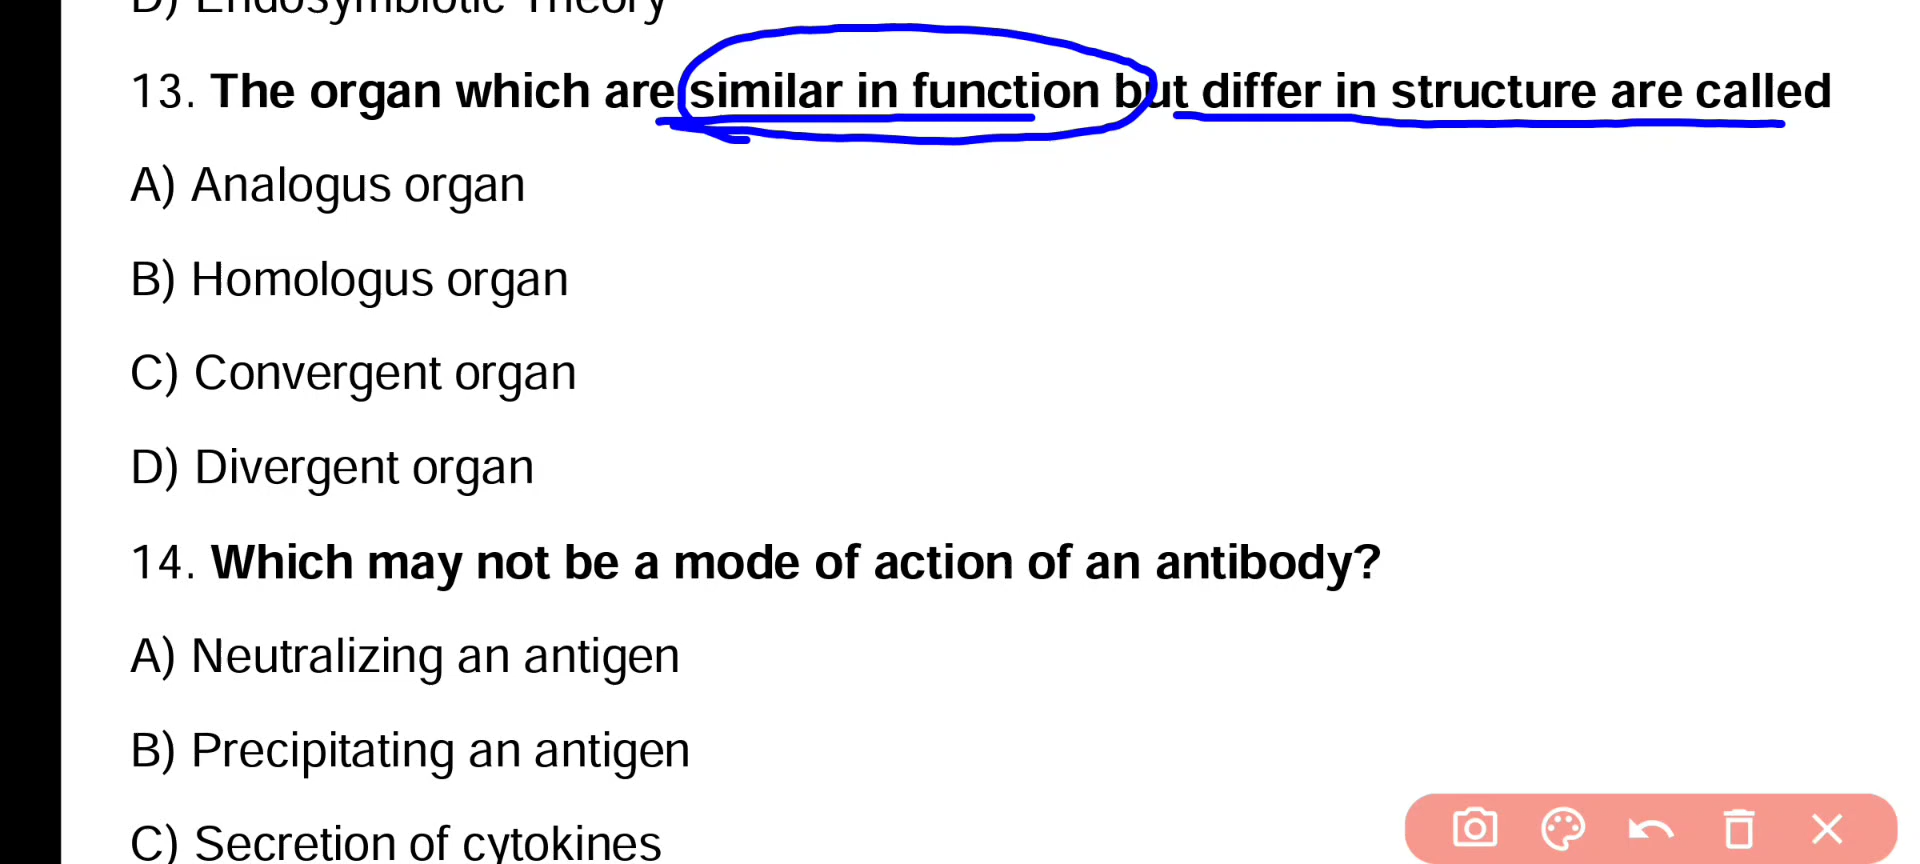 D) Endosymbiotic Theory
13. The organ which are similar in function but differ in structure are called
A) Analogus organ
B) Homologus organ
C) Convergent organ
D) Divergent organ
14. Which may not be a mode of action of an antibody?
A) Neutralizing an antigen
B) Precipitating an antigen
C) Secretion of cytokines